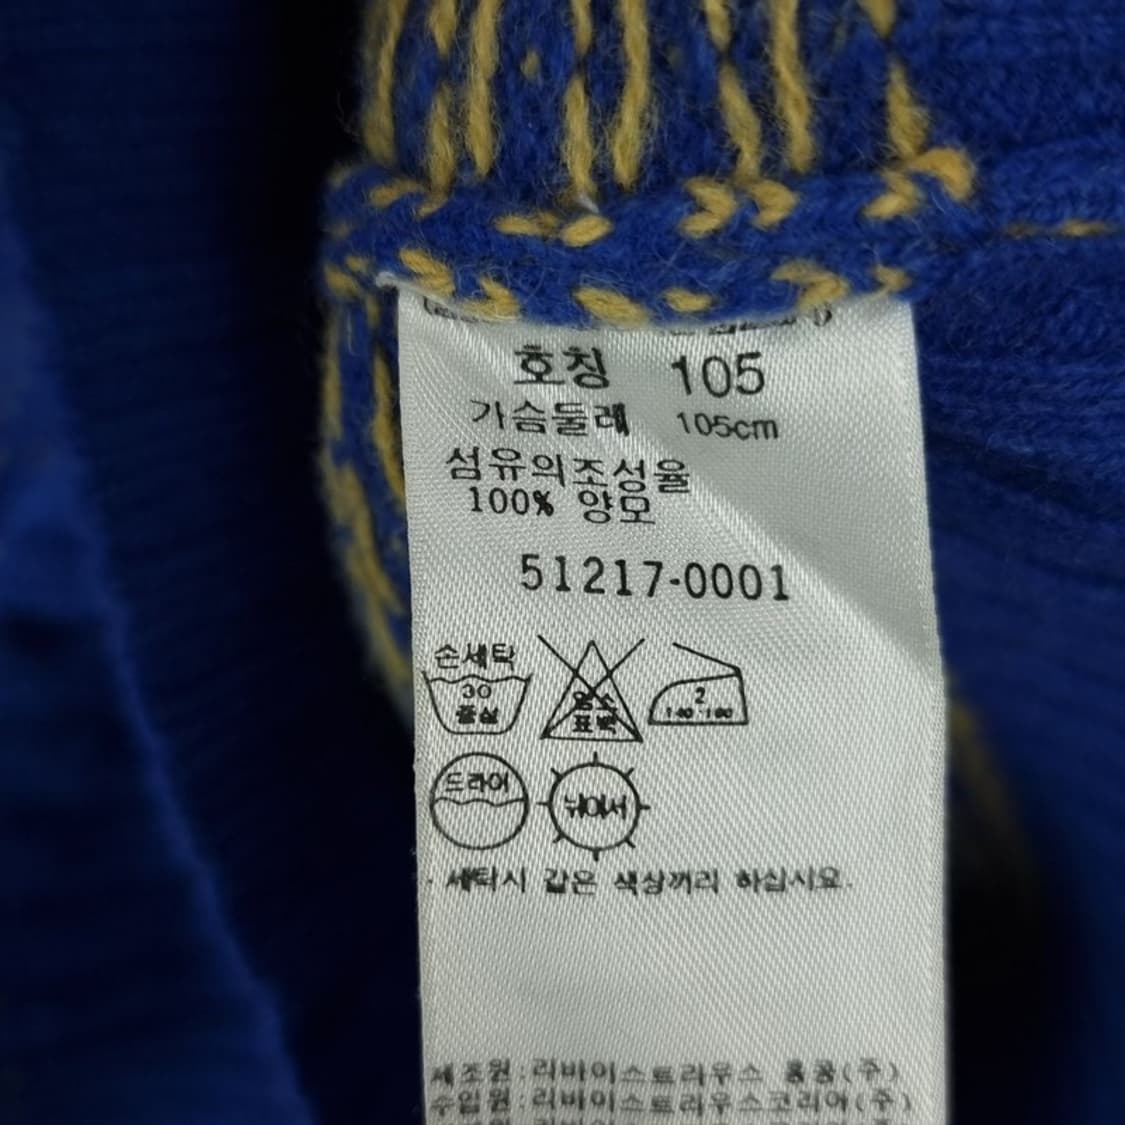 호칭 105
가슴둘레 105cm
섬유의조성율
100% 양모
51217-0001
손세탁
30
중성
염소
표백
2
140~160
드라이
뉘어서
세탁시 같은 색상끼리 하십시요.
제조원:리바이스트라우스 홍콩(주)
수입원:리바이스트라우스코리아(주)